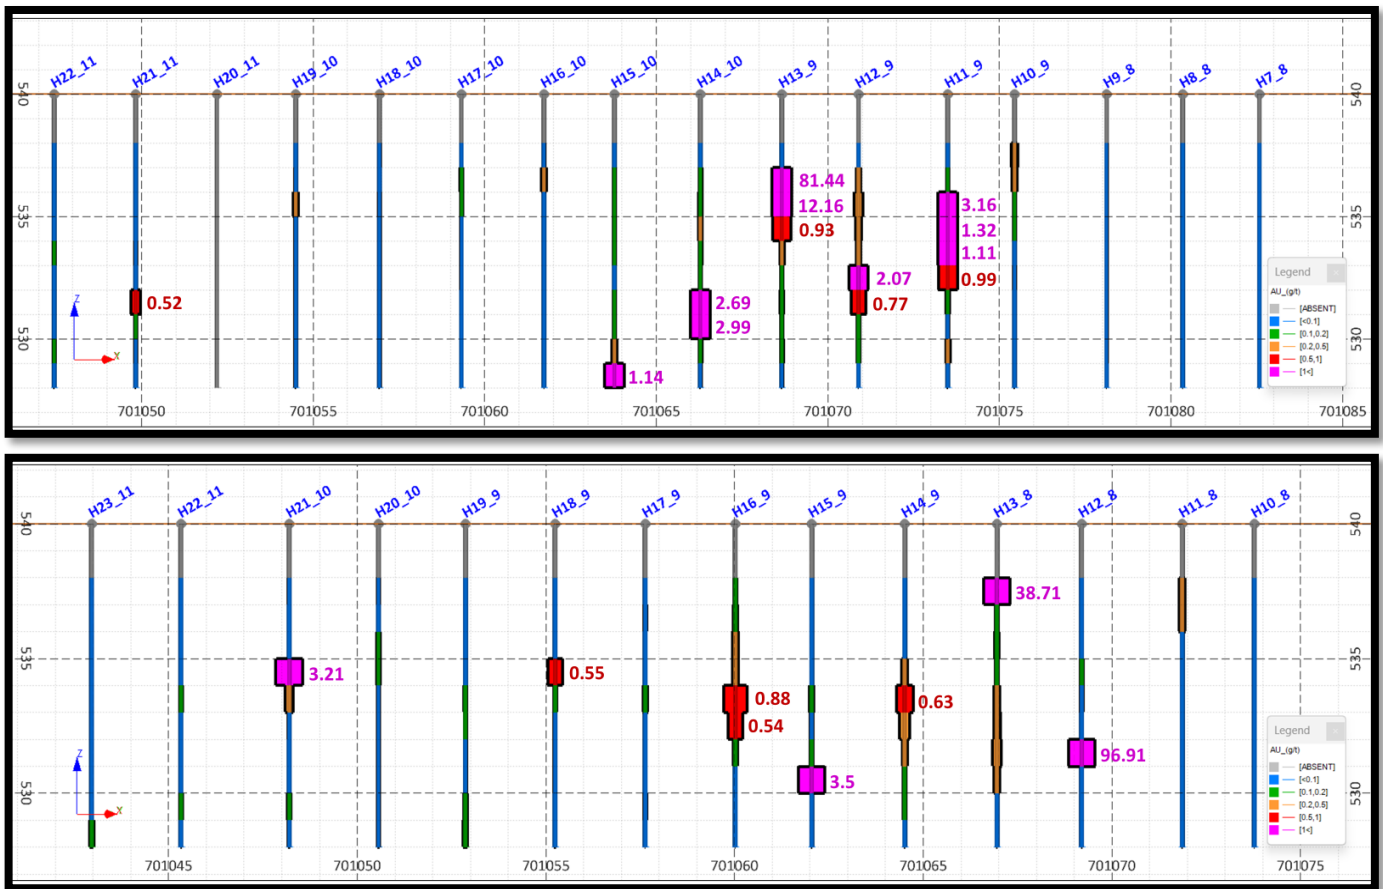 H22_11 H21_11 H20_11 H19_10 H18_10 H17_10 H16_10 H15_10 H14_10 H13_9 H12_9 H11_9 H10_9 H9_8 H8_8 H7_8
540 540
81.44
12.16
0.93
3.16
1.32
1.11
0.99
535 535
2.07
0.77
0.52
2.69
2.99
1.14
530 530
Z
X
Legend
AU_(g/t)
[ABSENT]
[<0.1]
[0.1,0.2]
[0.2,0.5]
[0.5,1]
[1<]
701050 701055 701060 701065 701070 701075 701080 701085
H23_11 H22_11 H21_10 H20_10 H19_9 H18_9 H17_9 H16_9 H15_9 H14_9 H13_8 H12_8 H11_8 H10_8
540 540
38.71
535 535
3.21
0.55
0.88
0.54
0.63
3.5
96.91
530 530
Z
X
Legend
AU_(g/t)
[ABSENT]
[<0.1]
[0.1,0.2]
[0.2,0.5]
[0.5,1]
[1<]
701045 701050 701055 701060 701065 701070 701075